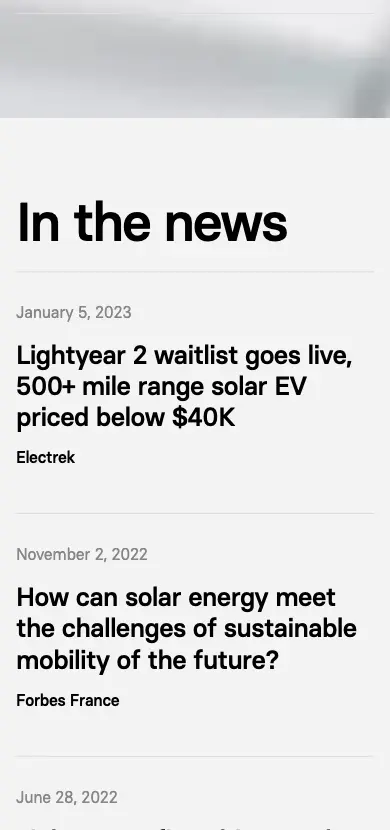 In the news
January 5, 2023
Lightyear 2 waitlist goes live,
500+ mile range solar EV
priced below $40K
Electrek
November 2, 2022
How can solar energy meet
the challenges of sustainable
mobility of the future?
Forbes France
June 28, 2022